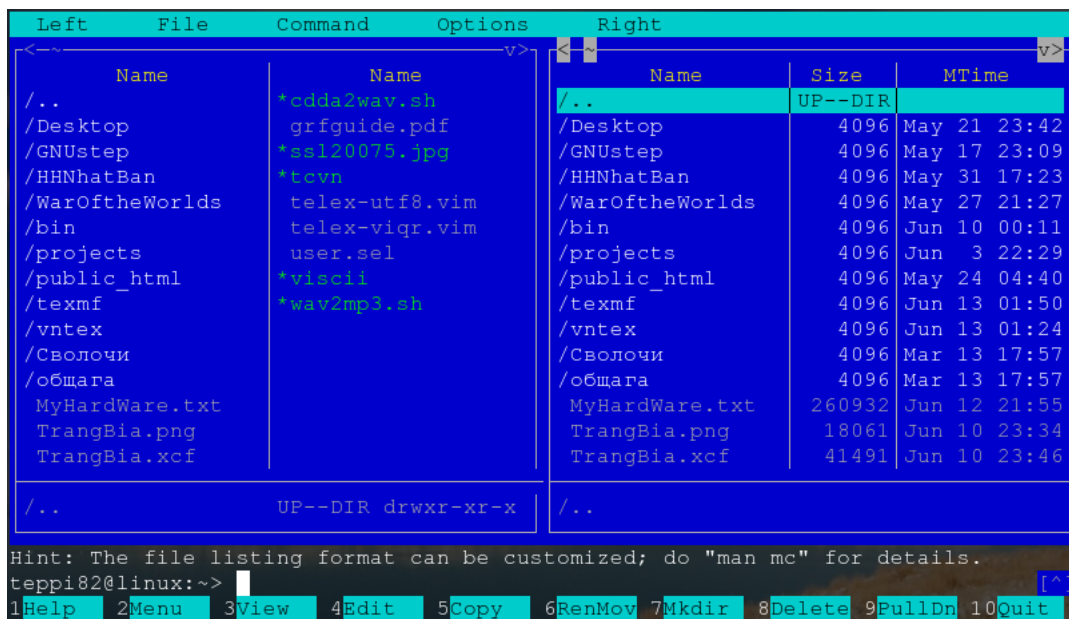 Left File Command Options Right
<—~ v> < ~ v>
Name Name Name Size MTime
/.. *cdda2wav.sh /.. UP--DIR
/Desktop grfguide.pdf /Desktop 4096 May 21 23:42
/GNUstep *ssl20075.jpg /GNUstep 4096 May 17 23:09
/HHNhatBan *tcvn /HHNhatBan 4096 May 31 17:23
/WarOftheWorlds telex-utf8.vim /WarOftheWorlds 4096 May 27 21:27
/bin telex-viqr.vim /bin 4096 Jun 10 00:11
/projects user.sel /projects 4096 Jun 3 22:29
/public_html *viscii /public_html 4096 May 24 04:40
/texmf *wav2mp3.sh /texmf 4096 Jun 13 01:50
/vntex /vntex 4096 Jun 13 01:24
/Сволочи /Сволочи 4096 Mar 13 17:57
/общага /общага 4096 Mar 13 17:57
MyHardWare.txt MyHardWare.txt 260932 Jun 12 21:55
TrangBia.png TrangBia.png 18061 Jun 10 23:34
TrangBia.xcf TrangBia.xcf 41491 Jun 10 23:46
/.. UP--DIR drwxr-xr-x /..
Hint: The file listing format can be customized; do "man mc" for details.
teppi82@linux:~> [^]
1Help 2Menu 3View 4Edit 5Copy 6RenMov 7Mkdir 8Delete 9PullDn 10Quit